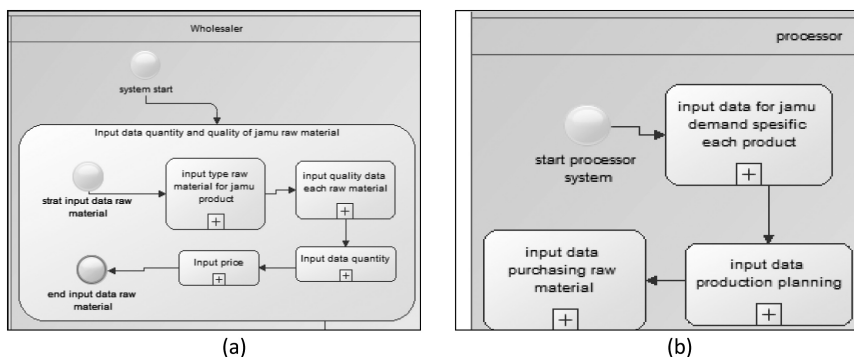 Wholesaler
system start
Input data quantity and quality of jamu raw material
strat input data raw
material
input type raw
material for jamu
product
input quality data
each raw material
Input data quantity
Input price
end input data raw
material
(a)
processor
start processor
system
input data for jamu
demand spesific
each product
input data
production planning
input data
purchasing raw
material
(b)